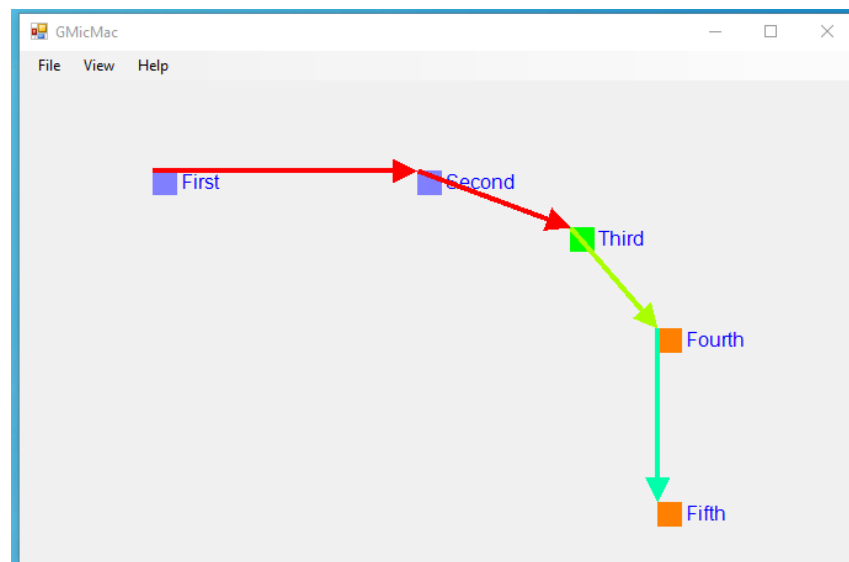 GMicMac
File View Help
First
Second
Third
Fourth
Fifth